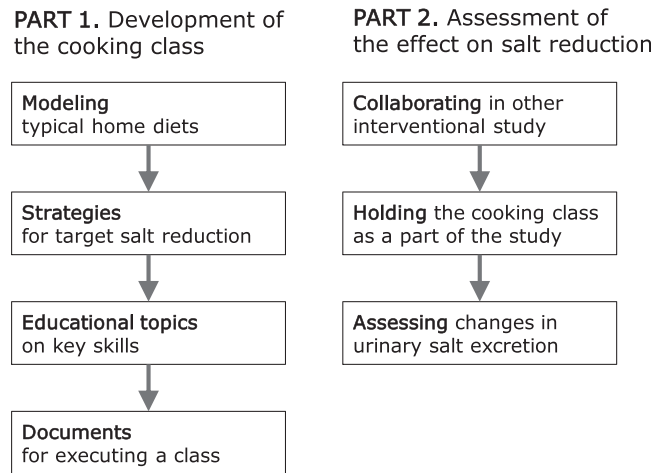 PART 1. Development of
the cooking class
Modeling
typical home diets
Strategies
for target salt reduction
Educational topics
on key skills
Documents
for executing a class
PART 2. Assessment of
the effect on salt reduction
Collaborating in other
interventional study
Holding the cooking class
as a part of the study
Assessing changes in
urinary salt excretion